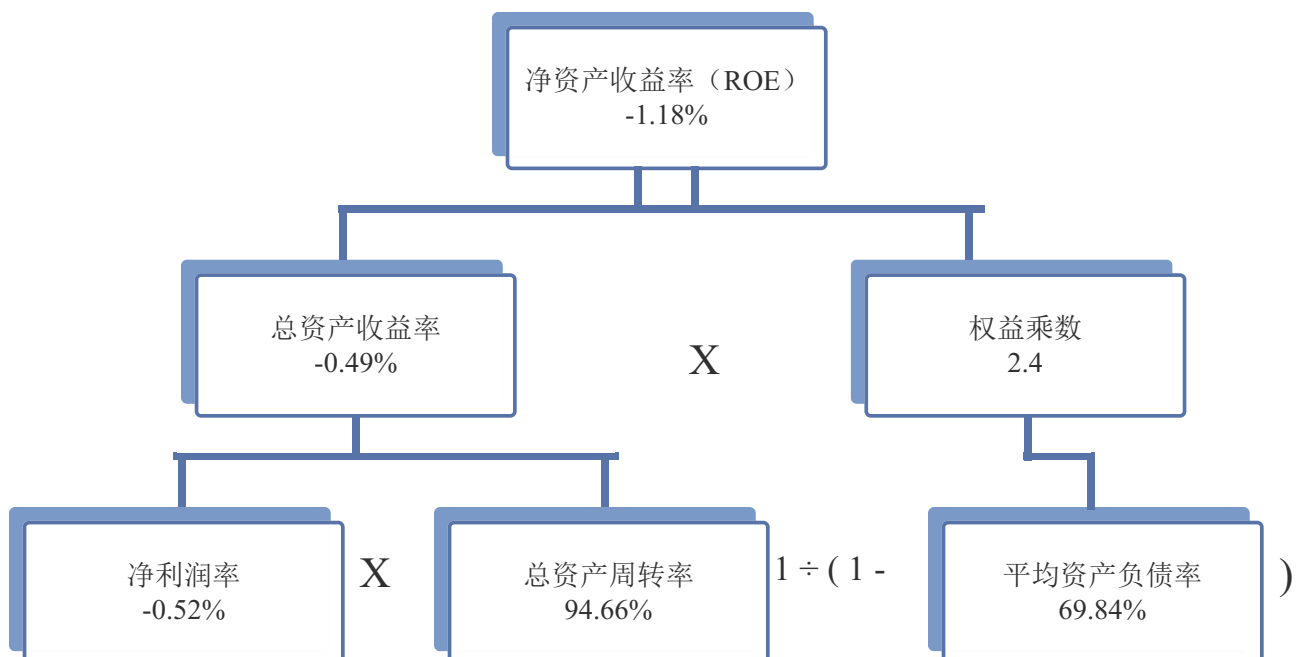 净资产收益率（ROE）
-1.18%
总资产收益率
-0.49%
X
权益乘数
2.4
净利润率
-0.52%
X
总资产周转率
94.66%
1 ÷ ( 1 -
平均资产负债率
69.84%
)